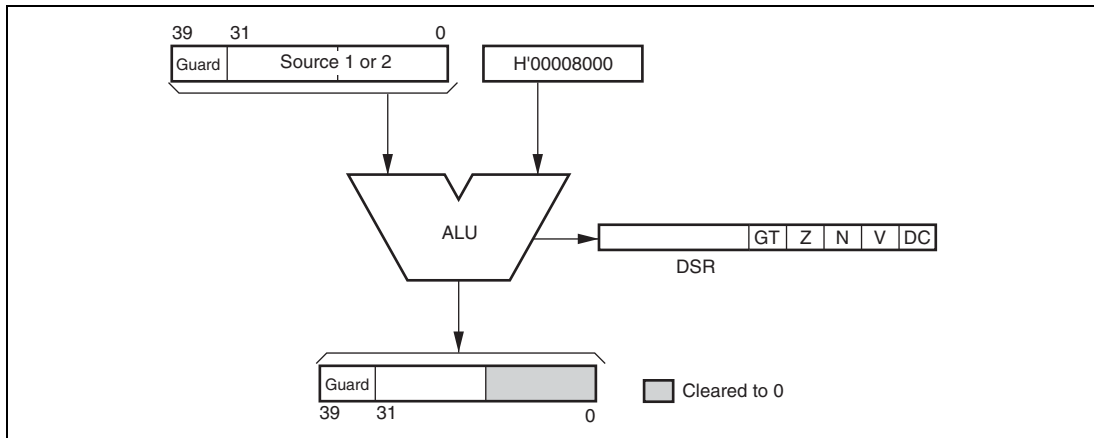 39 31 0
Guard Source 1 or 2 H'00008000
ALU
GT Z N V DC
DSR
Guard
Cleared to 0
39 31 0